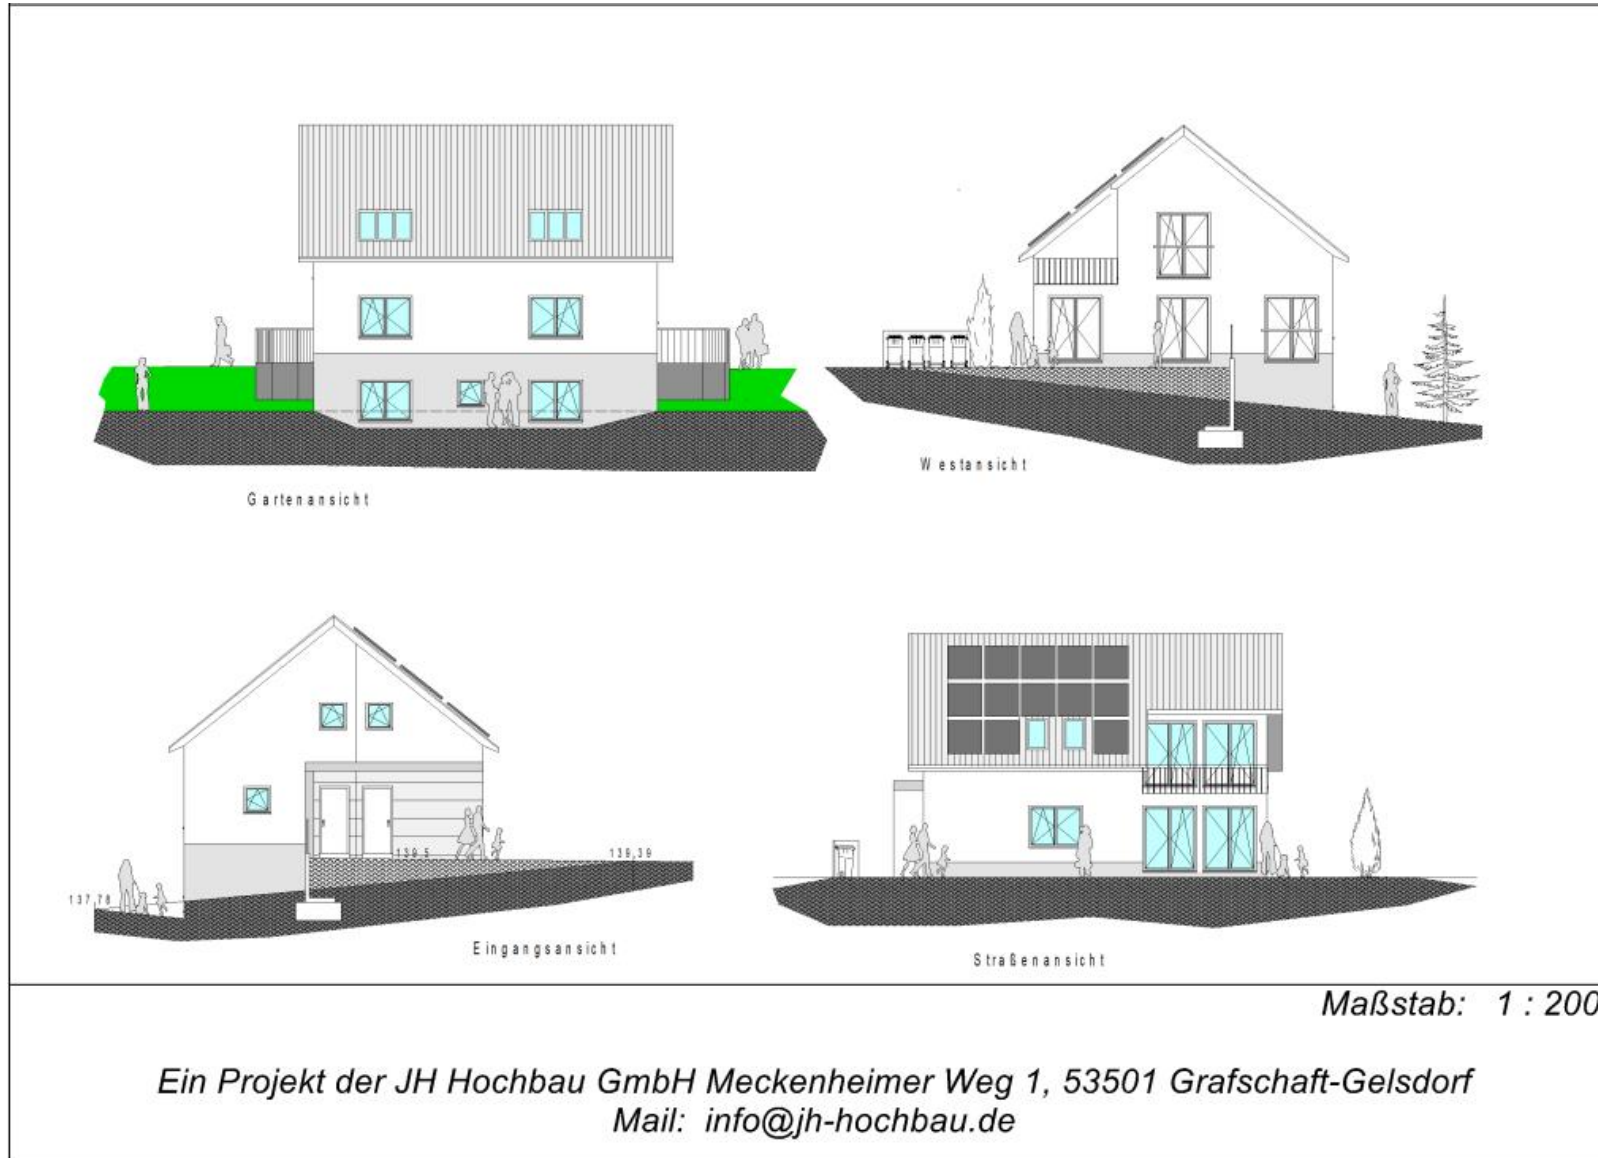 Gartenansicht
Westansicht
139,5
139,39
137,78
Eingangsansicht
Straßenansicht
Maßstab: 1 : 200
Ein Projekt der JH Hochbau GmbH Meckenheimer Weg 1, 53501 Grafschaft-Gelsdorf
Mail: info@jh-hochbau.de